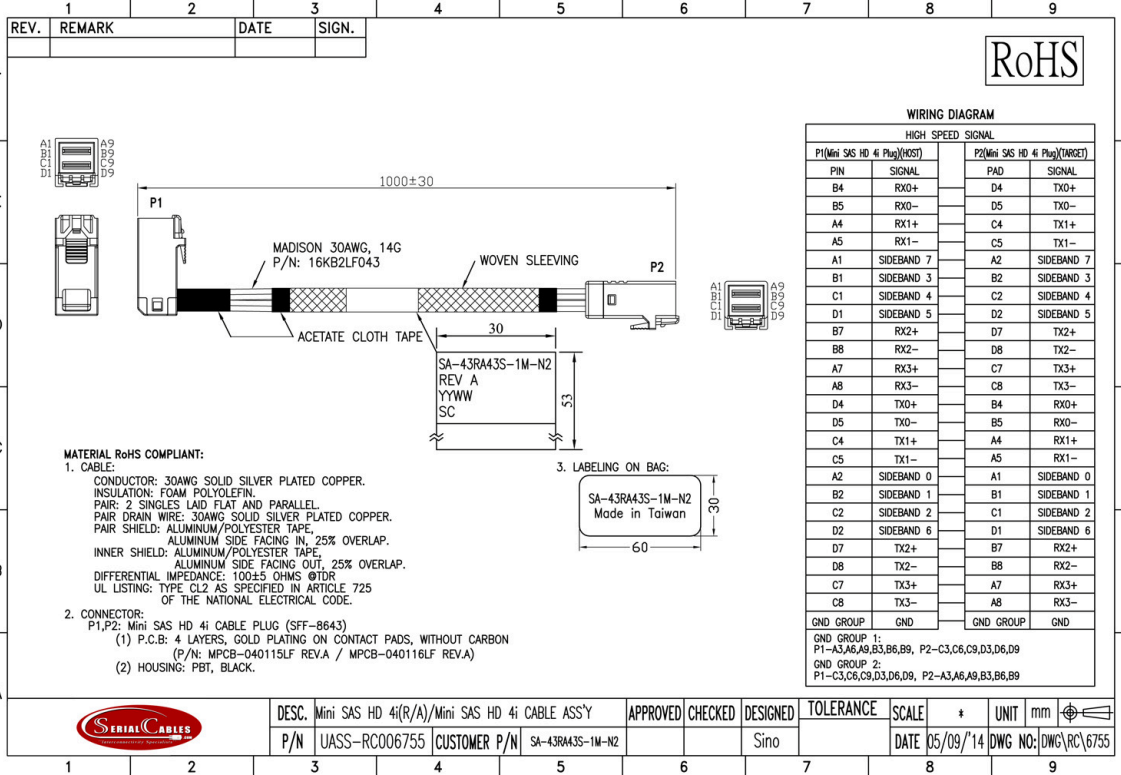 1 2 3 4 5 6 7 8 9
REV. REMARK DATE SIGN.
RoHS
A1 A9
B1 B9
C1 C9
D1 D9
1000±30
P1
MADISON 30AWG, 14G
P/N: 16KB2LF043
WOVEN SLEEVING
P2
A1 A9
B1 B9
C1 C9
D1 D9
ACETATE CLOTH TAPE
30
SA-43RA43S-1M-N2
REV A
YYWW
SC
53
WIRING DIAGRAM
HIGH SPEED SIGNAL
P1(Mini SAS HD 4i Plug)(HOST) P2(Mini SAS HD 4i Plug)(TARGET)
PIN SIGNAL PAD SIGNAL
B4 RX0+ D4 TX0+
B5 RX0- D5 TX0-
A4 RX1+ C4 TX1+
A5 RX1- C5 TX1-
A1 SIDEBAND 7 A2 SIDEBAND 7
B1 SIDEBAND 3 B2 SIDEBAND 3
C1 SIDEBAND 4 C2 SIDEBAND 4
D1 SIDEBAND 5 D2 SIDEBAND 5
B7 RX2+ D7 TX2+
B8 RX2- D8 TX2-
A7 RX3+ C7 TX3+
A8 RX3- C8 TX3-
D4 TX0+ B4 RX0+
D5 TX0- B5 RX0-
C4 TX1+ A4 RX1+
C5 TX1- A5 RX1-
A2 SIDEBAND 0 A1 SIDEBAND 0
B2 SIDEBAND 1 B1 SIDEBAND 1
C2 SIDEBAND 2 C1 SIDEBAND 2
D2 SIDEBAND 6 D1 SIDEBAND 6
D7 TX2+ B7 RX2+
D8 TX2- B8 RX2-
C7 TX3+ A7 RX3+
C8 TX3- A8 RX3-
GND GROUP GND GND GROUP GND
GND GROUP 1:
P1-A3,A6,A9,B3,B6,B9, P2-C3,C6,C9,D3,D6,D9
GND GROUP 2:
P1-C3,C6,C9,D3,D6,D9, P2-A3,A6,A9,B3,B6,B9
MATERIAL RoHS COMPLIANT:
1. CABLE:
CONDUCTOR: 30AWG SOLID SILVER PLATED COPPER.
INSULATION: FOAM POLYOLEFIN.
PAIR: 2 SINGLES LAID FLAT AND PARALLEL.
PAIR DRAIN WIRE: 30AWG SOLID SILVER PLATED COPPER.
PAIR SHIELD: ALUMINUM/POLYESTER TAPE,
ALUMINUM SIDE FACING IN, 25% OVERLAP.
INNER SHIELD: ALUMINUM/POLYESTER TAPE,
ALUMINUM SIDE FACING OUT, 25% OVERLAP.
DIFFERENTIAL IMPEDANCE: 100±5 OHMS @TDR
UL LISTING: TYPE CL2 AS SPECIFIED IN ARTICLE 725
OF THE NATIONAL ELECTRICAL CODE.
2. CONNECTOR:
P1,P2: Mini SAS HD 4i CABLE PLUG (SFF-8643)
(1) P.C.B: 4 LAYERS, GOLD PLATING ON CONTACT PADS, WITHOUT CARBON
(P/N: MPCB-040115LF REV.A / MPCB-040116LF REV.A)
(2) HOUSING: PBT, BLACK.
3. LABELING ON BAG:
SA-43RA43S-1M-N2
Made in Taiwan
30
60
SERIAL CABLES
DESC. Mini SAS HD 4i(R/A)/Mini SAS HD 4i CABLE ASS'Y APPROVED CHECKED DESIGNED TOLERANCE SCALE * UNIT mm
P/N UASS-RC006755 CUSTOMER P/N SA-43RA43S-1M-N2 Sino DATE 05/09/'14 DWG NO: DWG\RC\6755
1 2 3 4 5 6 7 8 9